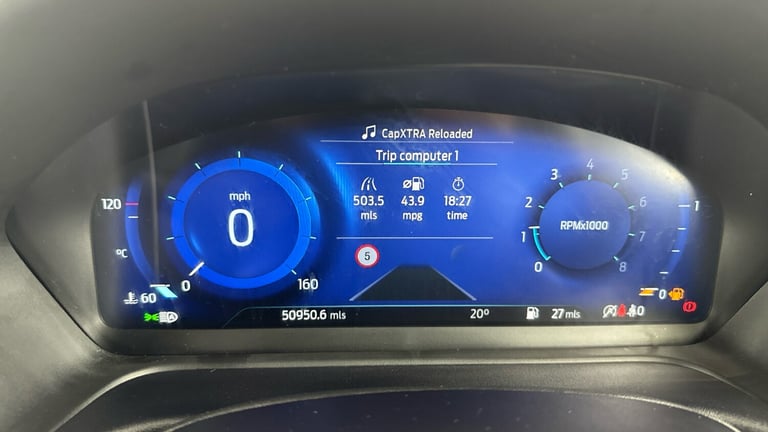 CapXTRA Reloaded
Trip computer 1
503.5 43.9 18:27
mls mpg time
mph
0
0 160
120
°C
60
5
RPMx1000
0 1 2 3 4 5 6 7 8
1
0
50950.6 mls 20° 27 mls